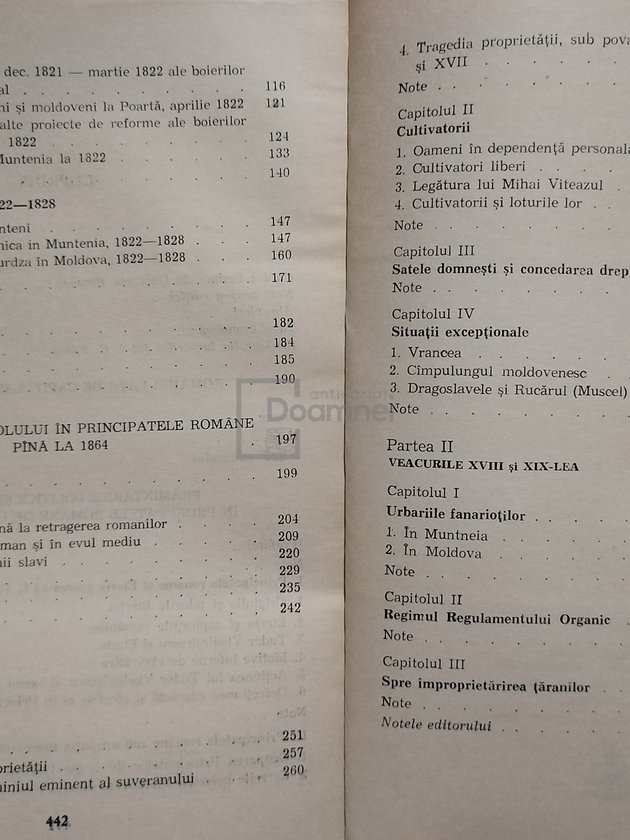 dec. 1821 — martie 1822 ale boierilor
al . . . . . . . . . . 116
ni și moldoveni la Poartă, aprilie 1822 121
alte proiecte de reforme ale boierilor
1822 . . . . . . . . . 124
Muntenia la 1822 . . . . . . 133
140
22—1828
nteni . . . . . . . . . 147
nica in Muntenia, 1822—1828 . . . 147
urdza în Moldova, 1822—1828 . . . 160
171
182
184
185
190
OLULUI ÎN PRINCIPATELE ROMÂNE
PÎNĂ LA 1864 . 197
199
nă la retragerea romanilor . . . . 204
man și în evul mediu . . . . . 209
nii slavi . . . . . . . . 220
229
235
242
251
prietății . . . . . . . . 257
niniul eminent al suveranului . . . 260
442
4. Tragedia proprietății, sub pova
și XVII . . . . .
Note . . . . . . .
Capitolul II
Cultivatorii
1. Oameni în dependență personala
2. Cultivatori liberi . . . .
3. Legătura lui Mihai Viteazul .
4. Cultivatorii și loturile lor . .
Note . . . . . . .
Capitolul III
Satele domnești și concedarea drept
Note . . . . . . .
Capitolul IV
Situații excepționale
1. Vrancea . . . . .
2. Cîmpulungul moldovenesc . .
3. Dragoslavele și Rucărul (Muscel)
Note . . . . . . .
Partea II
VEACURILE XVIII și XIX-LEA
Capitolul I
Urbariile fanarioților . . . .
1. În Muntneia . . . . .
2. În Moldova . . . . .
Note . . . . . . .
Capitolul II
Regimul Regulamentului Organic .
Note . . . . . . .
Capitolul III
Spre împroprietărirea țăranilor . .
Note . . . . . . .
Notele editorului . . . . .
anticariat
Doamnei